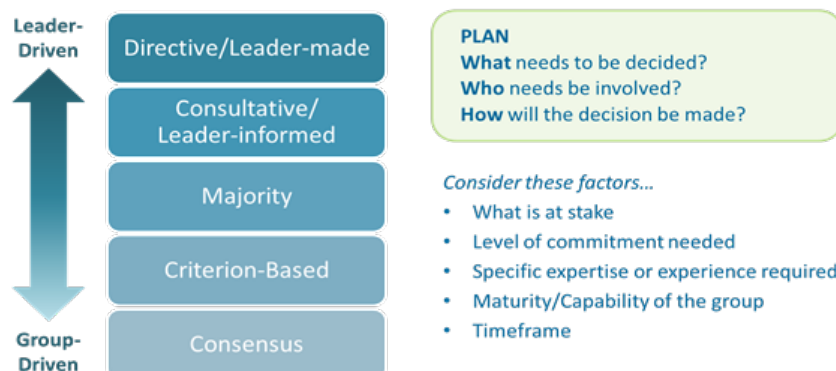 Leader-
Driven
Directive/Leader-made
Consultative/
Leader-informed
Majority
Criterion-Based
Consensus
Group-
Driven
PLAN
What needs to be decided?
Who needs be involved?
How will the decision be made?
Consider these factors...
• What is at stake
• Level of commitment needed
• Specific expertise or experience required
• Maturity/Capability of the group
• Timeframe